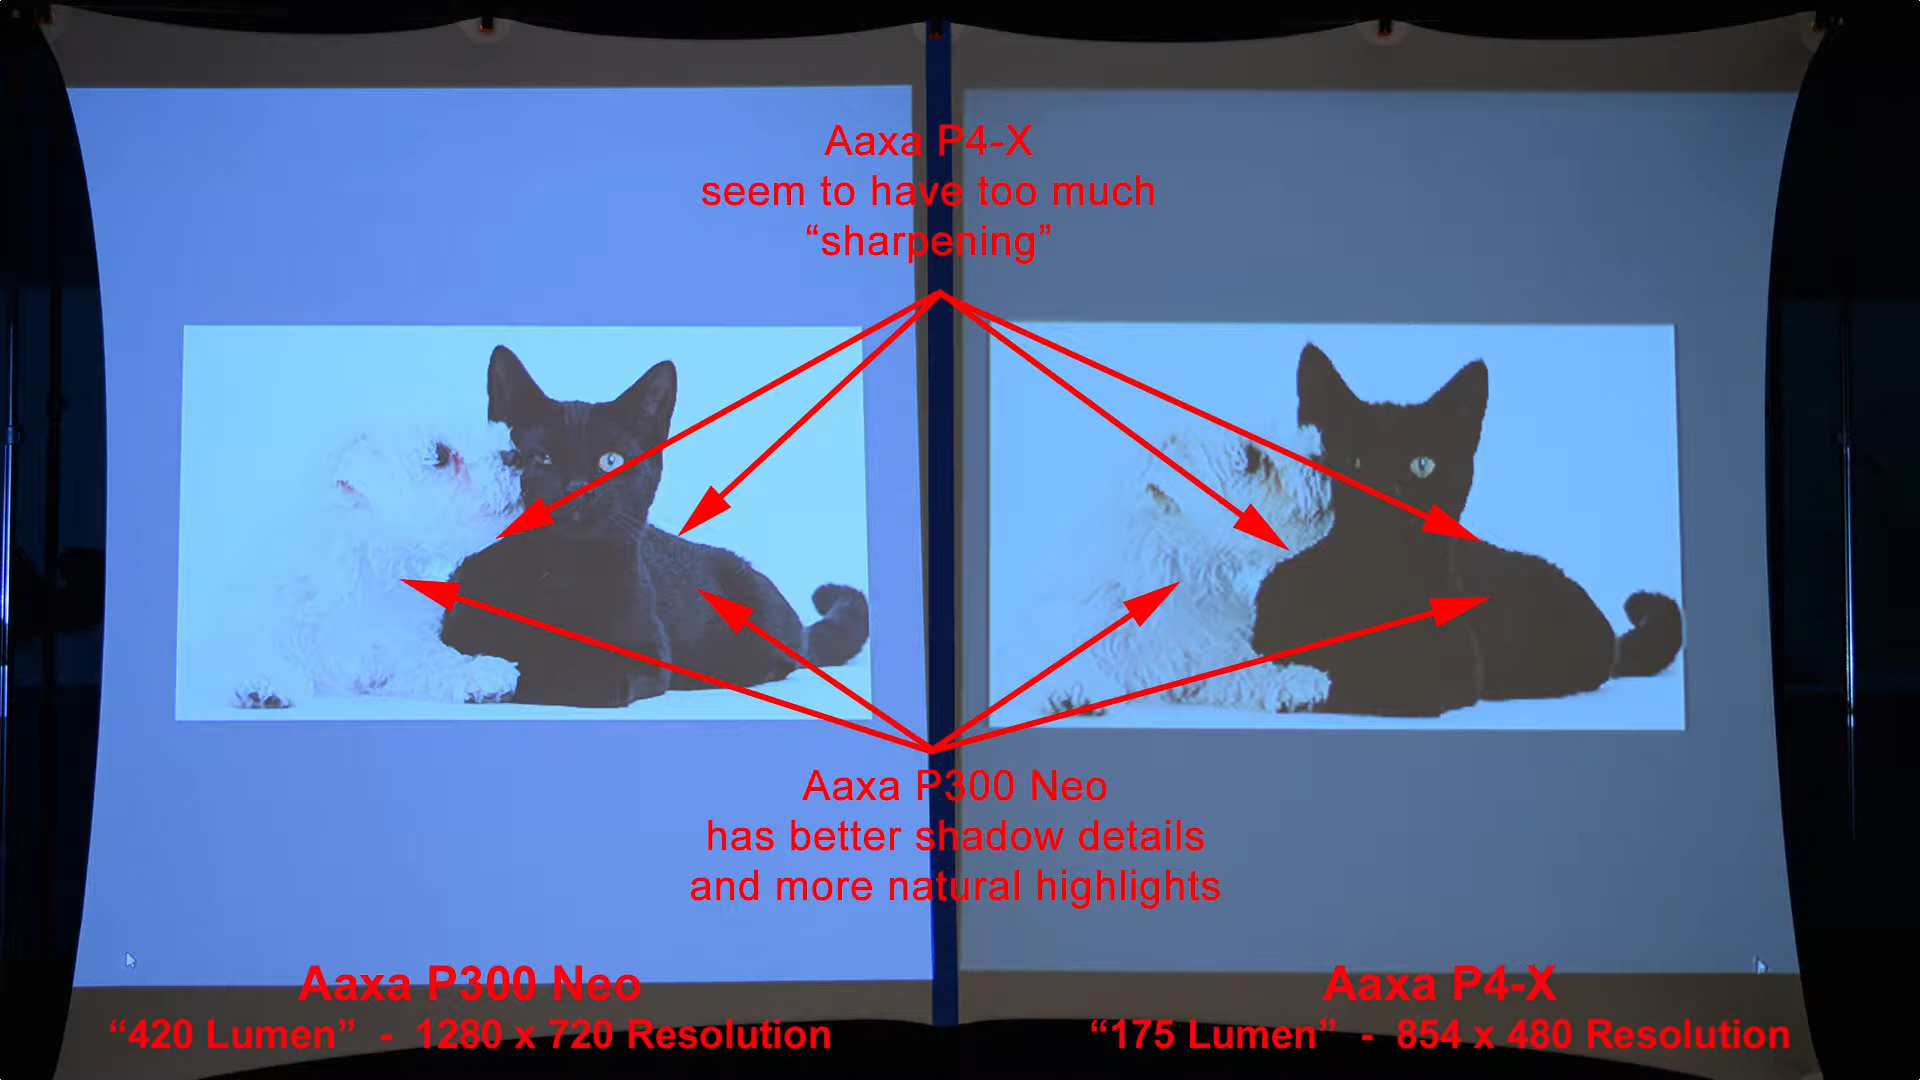 Aaxa P4-X
seem to have too much
“sharpening”
Aaxa P300 Neo
has better shadow details
and more natural highlights
Aaxa P300 Neo
“420 Lumen” - 1280 x 720 Resolution
Aaxa P4-X
“175 Lumen” - 854 x 480 Resolution